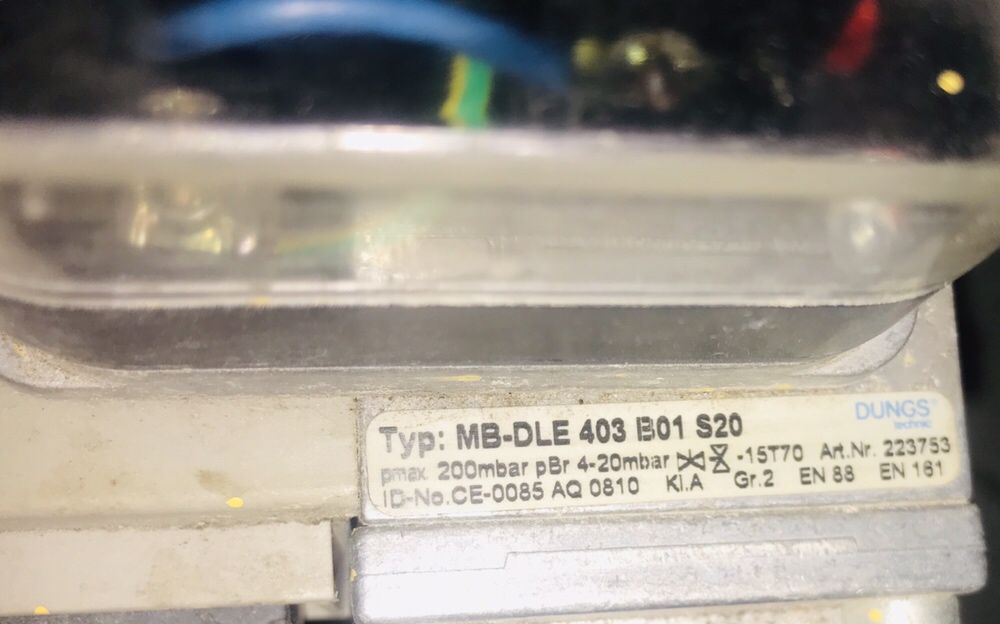 DUNGS®
technic
Typ: MB-DLE 403 B01 S20
pmax. 200mbar pBr 4-20mbar -15T70 Art.Nr. 223753
ID-No.CE-0085 AQ 0810 Kl.A Gr.2 EN 88 EN 161